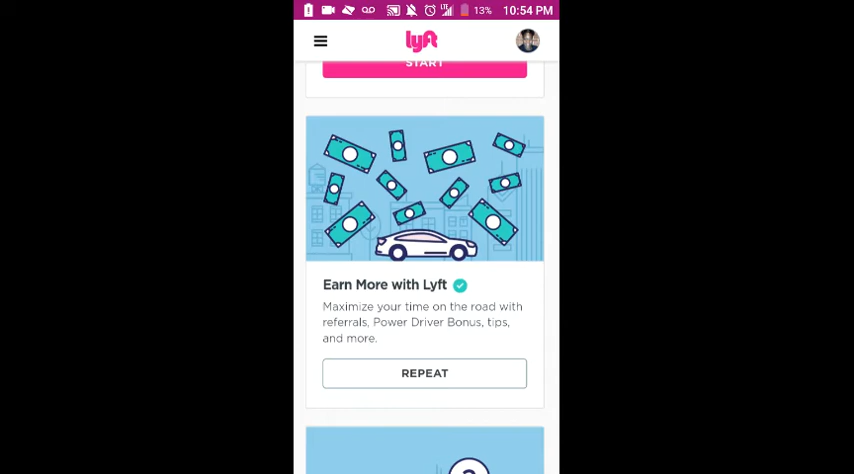 LTE 13% 10:54 PM
lyft
START
Earn More with Lyft
Maximize your time on the road with
referrals, Power Driver Bonus, tips,
and more.
REPEAT
?